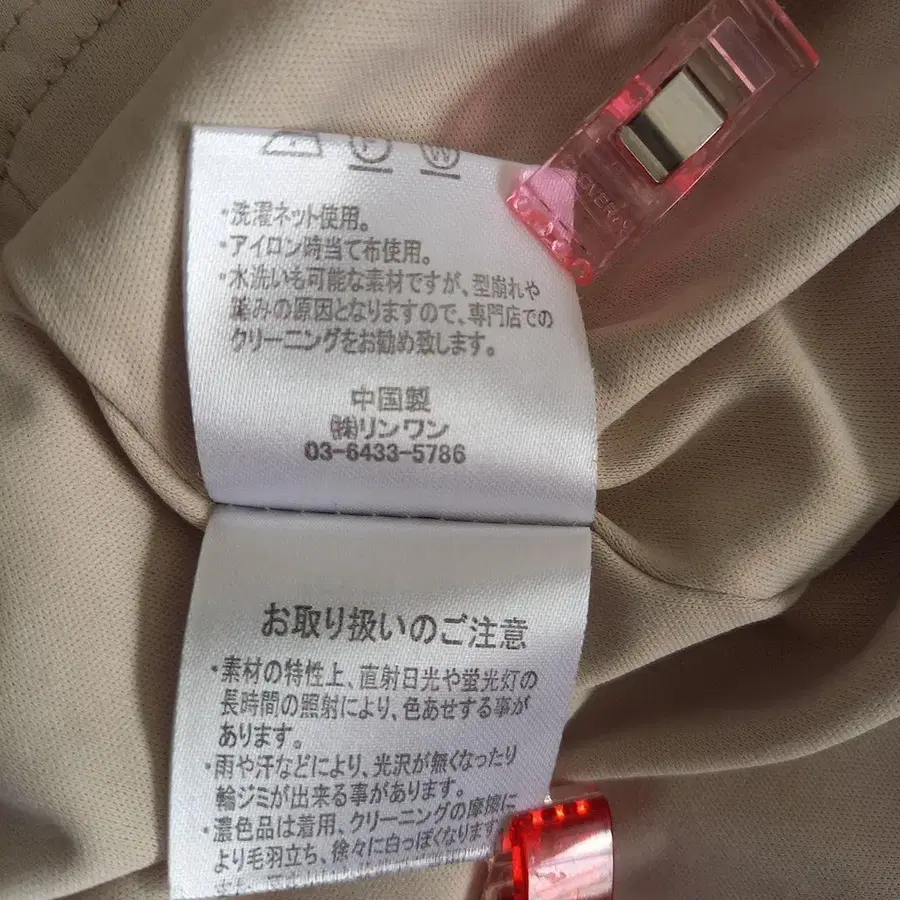 ・洗濯ネット使用。
・アイロン時当て布使用。
・水洗いも可能な素材ですが、型崩れや
縮みの原因となりますので、専門店での
クリーニングをお勧め致します。
中国製
㈱リンワン
03-6433-5786
お取り扱いのご注意
・素材の特性上、直射日光や蛍光灯の
長時間の照射により、色あせする事が
あります。
・雨や汗などにより、光沢が無くなったり
輪ジミが出来る事があります。
・濃色品は着用、クリーニングの摩擦に
より毛羽立ち、徐々に白っぽくなります